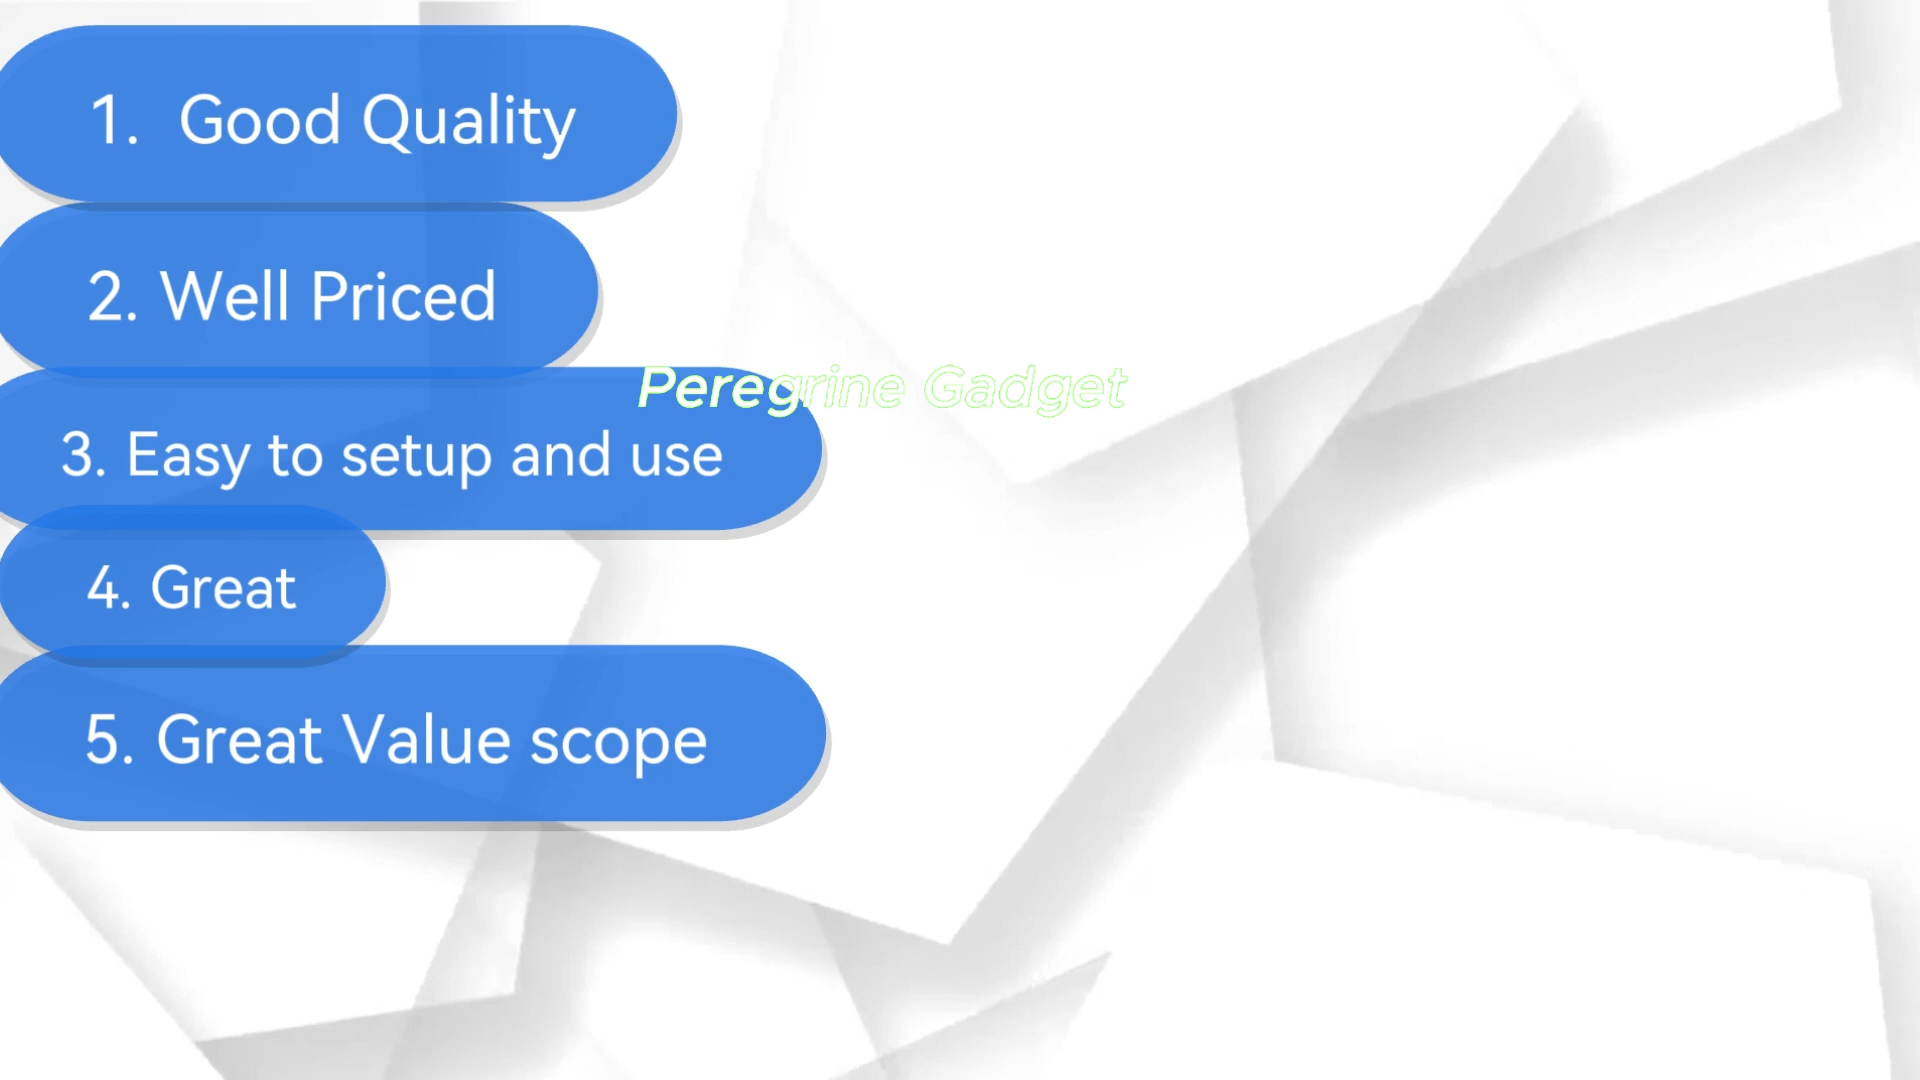 1. Good Quality
2. Well Priced
Peregrine Gadget
3. Easy to setup and use
4. Great
5. Great Value scope